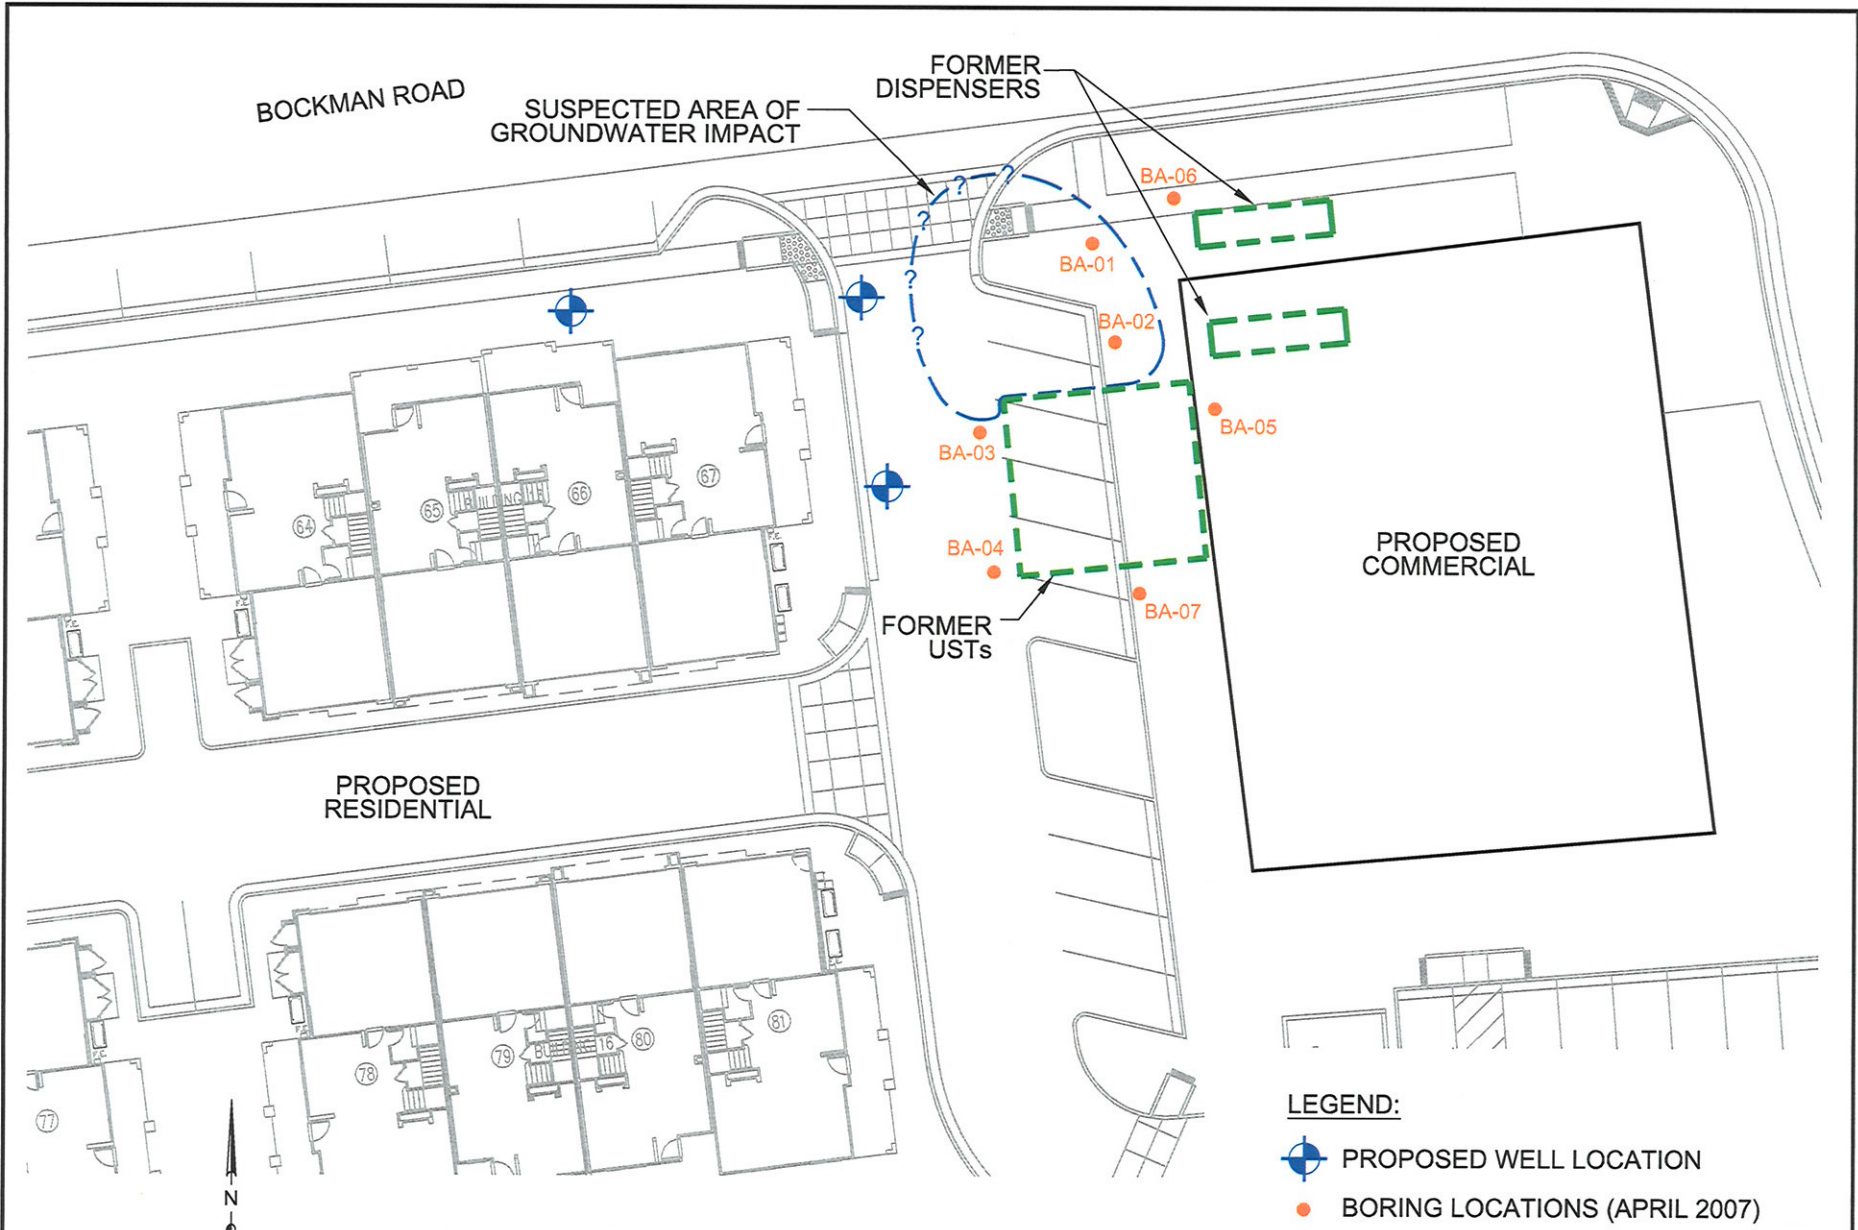 BOCKMAN ROAD
SUSPECTED AREA OF
GROUNDWATER IMPACT
FORMER
DISPENSERS
BA-06
BA-01
BA-02
BA-03
BA-05
BA-04
BA-07
?
?
?
?
?
FORMER
USTs
PROPOSED
COMMERCIAL
64
65
66
67
F.C.
F.C.
F.C.
PROPOSED
RESIDENTIAL
77
78
79
BUILDING 16
80
81
F.C.
F.C.
N
LEGEND:
PROPOSED WELL LOCATION
BORING LOCATIONS (APRIL 2007)